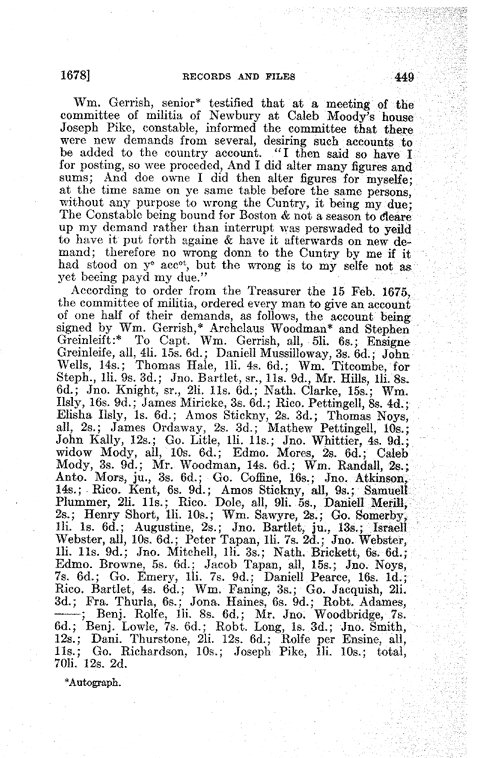 1678] RECORDS AND FILES 449
Wm. Gerrish, senior* testified that at a meeting of the
committee of militia of Newbury at Caleb Moody's house
Joseph Pike, constable, informed the committee that there
were new demands from several, desiring such accounts to
be added to the country account. "I then said so have I
for posting, so wee proceded, And I did alter many figures and
sums; And doe owne I did then alter figures for myselfe;
at the time same on ye same table before the same persons,
without any purpose to wrong the Cuntry, it being my due;
The Constable being bound for Boston & not a season to cleare
up my demand rather than interrupt was perswaded to yeild
to have it put forth againe & have it afterwards on new de-
mand; therefore no wrong donn to the Cuntry by me if it
had stood on yᵉ accᵒᵗ, but the wrong is to my selfe not as
yet beeing payd my due."
According to order from the Treasurer the 15 Feb. 1675,
the committee of militia, ordered every man to give an account
of one half of their demands, as follows, the account being
signed by Wm. Gerrish,* Archelaus Woodman* and Stephen
Greinleift:* To Capt. Wm. Gerrish, all, 5li. 6s.; Ensigne
Greinleife, all, 4li. 15s. 6d.; Daniell Mussilloway, 3s. 6d.; John
Wells, 14s.; Thomas Hale, 1li. 4s. 6d.; Wm. Titcombe, for
Steph., 1li. 9s. 3d.; Jno. Bartlet, sr., 11s. 9d., Mr. Hills, 1li. 8s.
6d.; Jno. Knight, sr., 2li. 11s. 6d.; Nath. Clarke, 15s.; Wm.
Ilsly, 16s. 9d.; James Miricke, 3s. 6d.; Rico. Pettingell, 8s. 4d.;
Elisha Ilsly, 1s. 6d.; Amos Stickny, 2s. 3d.; Thomas Noys,
all, 2s.; James Ordaway, 2s. 3d.; Mathew Pettingell, 10s.;
John Kally, 12s.; Go. Litle, 1li. 11s.; Jno. Whittier, 4s. 9d.;
widow Mody, all, 10s. 6d.; Edmo. Mores, 2s. 6d.; Caleb
Mody, 3s. 9d.; Mr. Woodman, 14s. 6d.; Wm. Randall, 2s.;
Anto. Mors, ju., 3s. 6d.; Go. Coffine, 16s.; Jno. Atkinson,
14s.; Rico. Kent, 6s. 9d.; Amos Stickny, all, 9s.; Samuell
Plummer, 2li. 11s.; Rico. Dole, all, 9li. 5s., Daniell Merill,
2s.; Henry Short, 1li. 10s.; Wm. Sawyre, 2s.; Go. Somerby,
1li. 1s. 6d.; Augustine, 2s.; Jno. Bartlet, ju., 13s.; Israell
Webster, all, 10s. 6d.; Peter Tapan, 1li. 7s. 2d.; Jno. Webster,
1li. 11s. 9d.; Jno. Mitchell, 1li. 3s.; Nath. Brickett, 6s. 6d.;
Edmo. Browne, 5s. 6d.; Jacob Tapan, all, 15s.; Jno. Noys,
7s. 6d.; Go. Emery, 1li. 7s. 9d.; Daniell Pearce, 16s. 1d.;
Rico. Bartlet, 4s. 6d.; Wm. Faning, 3s.; Go. Jacquish, 2li.
3d.; Fra. Thurla, 6s.; Jona. Haines, 6s. 9d.; Robt. Adames,
———; Benj. Rolfe, 1li. 8s. 6d.; Mr. Jno. Woodbridge, 7s.
6d.; Benj. Lowle, 7s. 6d.; Robt. Long, 1s. 3d.; Jno. Smith,
12s.; Dani. Thurstone, 2li. 12s. 6d.; Rolfe per Ensine, all,
11s.; Go. Richardson, 10s.; Joseph Pike, 1li. 10s.; total,
70li. 12s. 2d.
*Autograph.